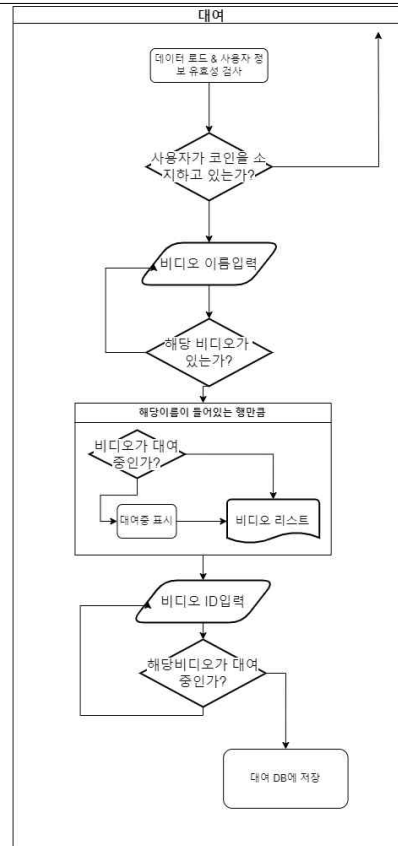 대여
데이터 로드 & 사용자 정
보 유효성 검사
사용자가 코인을 소
지하고 있는가?
비디오 이름입력
해당 비디오가
있는가?
해당이름이 들어있는 행만큼
비디오가 대여
중인가?
대여중 표시
비디오 리스트
비디오 ID입력
해당비디오가 대여
중인가?
대여 DB에 저장